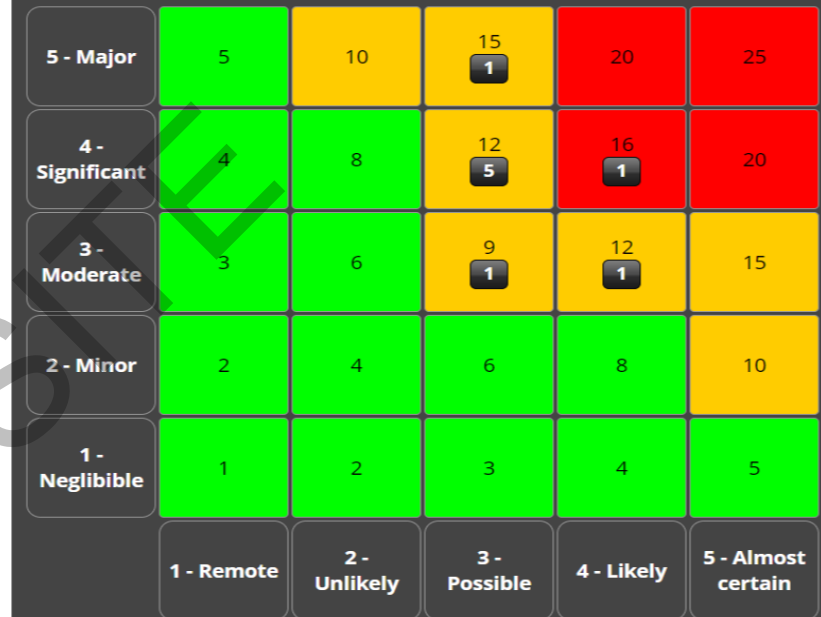 5 - Major 5 10 15 20 25
1
4 -
Significant 4 8 12 16 20
5 1
3 -
Moderate 3 6 9 12 15
1 1
2 - Minor 2 4 6 8 10
1 -
Neglibible 1 2 3 4 5
1 - Remote 2 -
Unlikely 3 -
Possible 4 - Likely 5 - Almost
certain
SITE